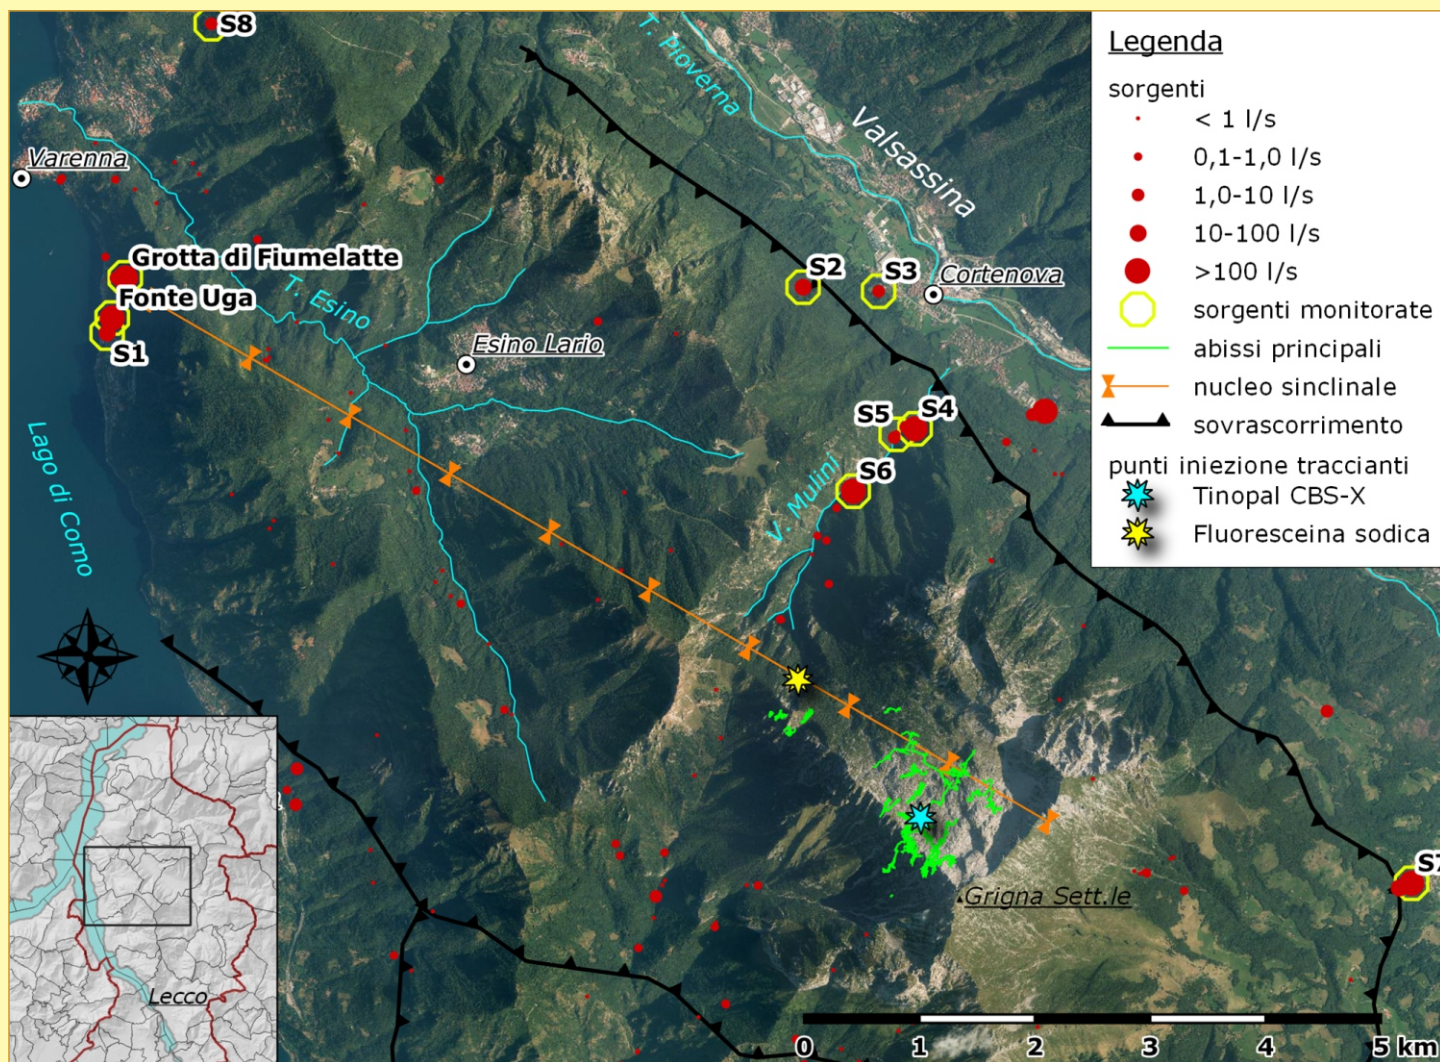 S8
T. Pioverna
Valsassina
Varenna
Grotta di Fiumelatte
Fonte Uga
S1
T. Esino
Esino Lario
S2
S3
Cortenova
S5
S4
S6
V. Mulini
Lago di Como
Grigna Sett.le
S7
Lecco
0 1 2 3 4 5 km
Legenda
sorgenti
< 1 l/s
0,1-1,0 l/s
1,0-10 l/s
10-100 l/s
>100 l/s
sorgenti monitorate
abissi principali
nucleo sinclinale
sovrascorrimento
punti iniezione traccianti
Tinopal CBS-X
Fluoresceina sodica